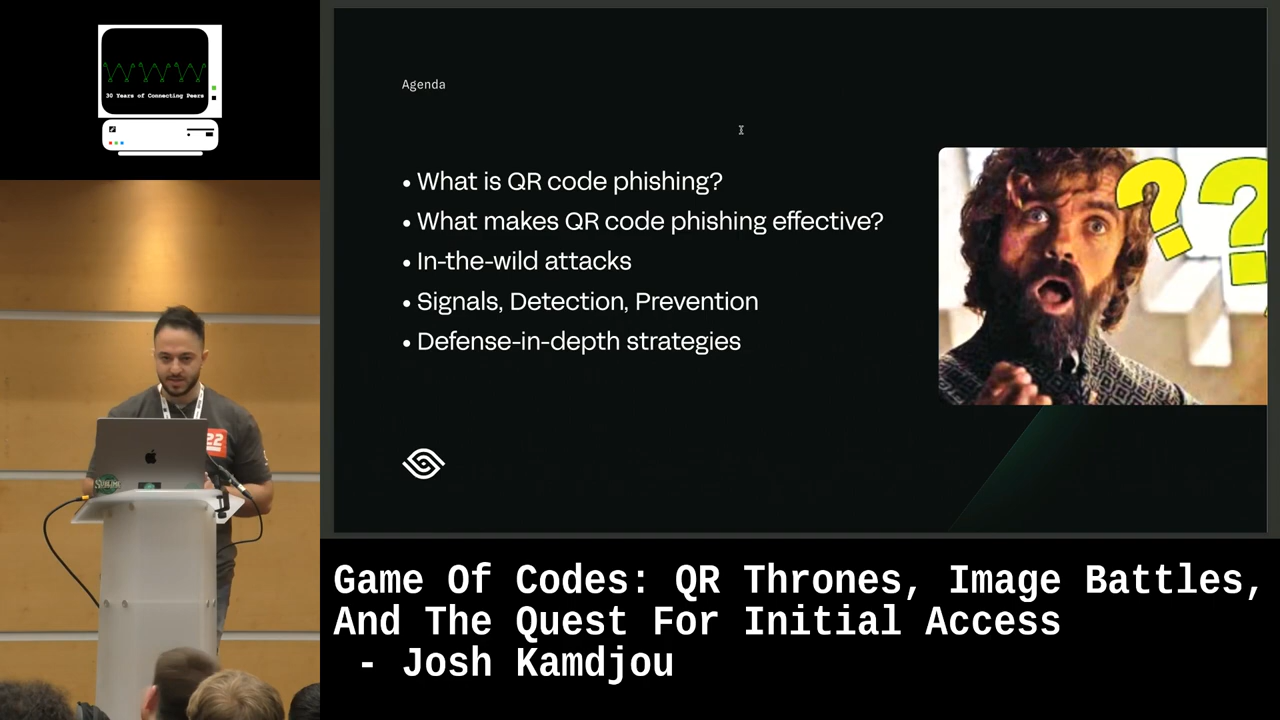 30 Years of Connecting Peers
Agenda
• What is QR code phishing?
• What makes QR code phishing effective?
• In-the-wild attacks
• Signals, Detection, Prevention
• Defense-in-depth strategies
??
22
SUBLIME
Game Of Codes: QR Thrones, Image Battles,
And The Quest For Initial Access
- Josh Kamdjou